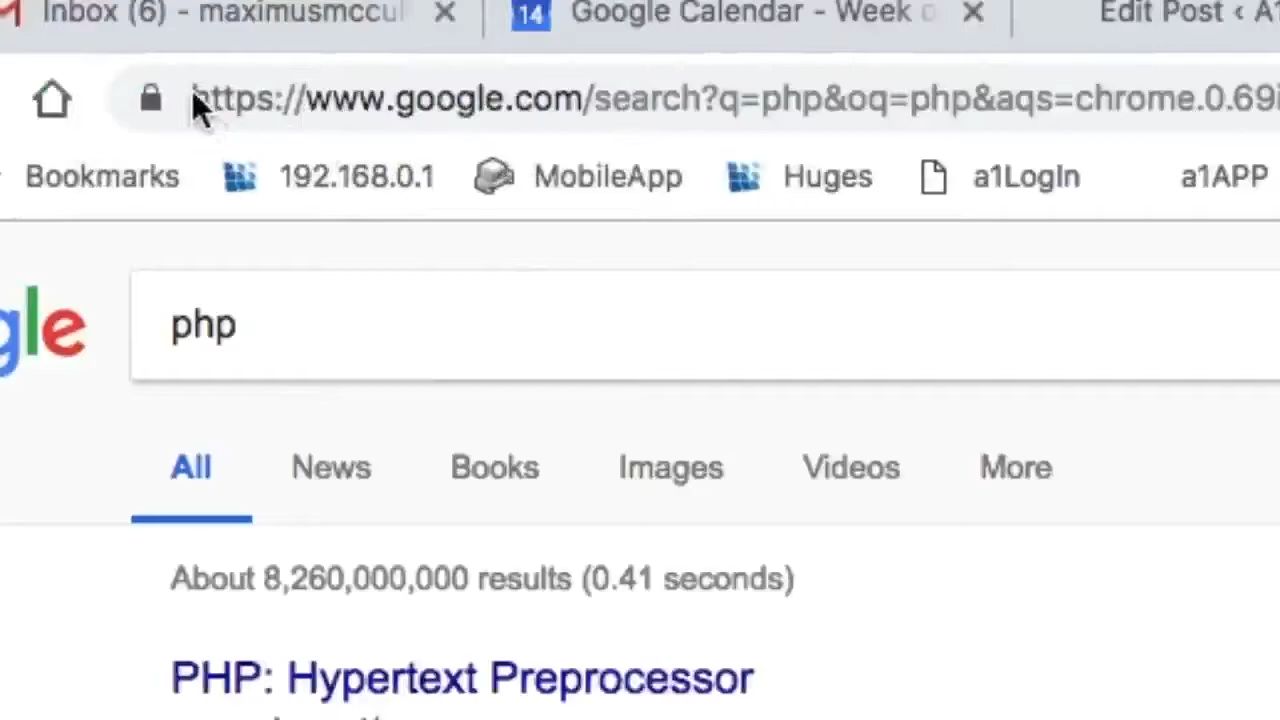 Inbox (6) - maximusmccul
14 Google Calendar - Week o
Edit Post ‹ A1
https://www.google.com/search?q=php&oq=php&aqs=chrome.0.69i
Bookmarks 192.168.0.1 MobileApp Huges a1LogIn a1APP
gle
php
All News Books Images Videos More
About 8,260,000,000 results (0.41 seconds)
PHP: Hypertext Preprocessor